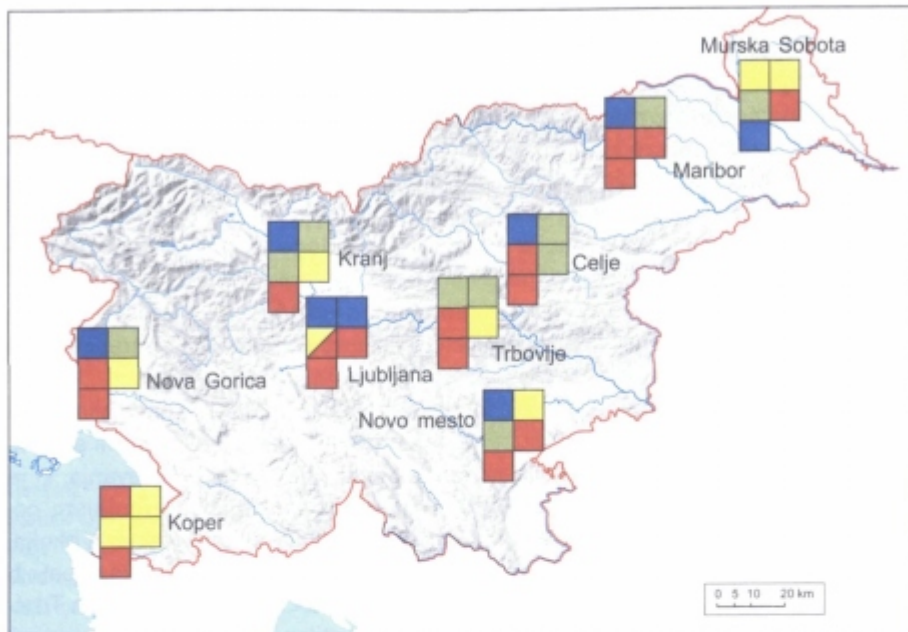 Murska Sobota
Maribor
Kranj
Celje
Nova Gorica
Ljubljana
Trbovlje
Novo mesto
Koper
0 5 10 20 km